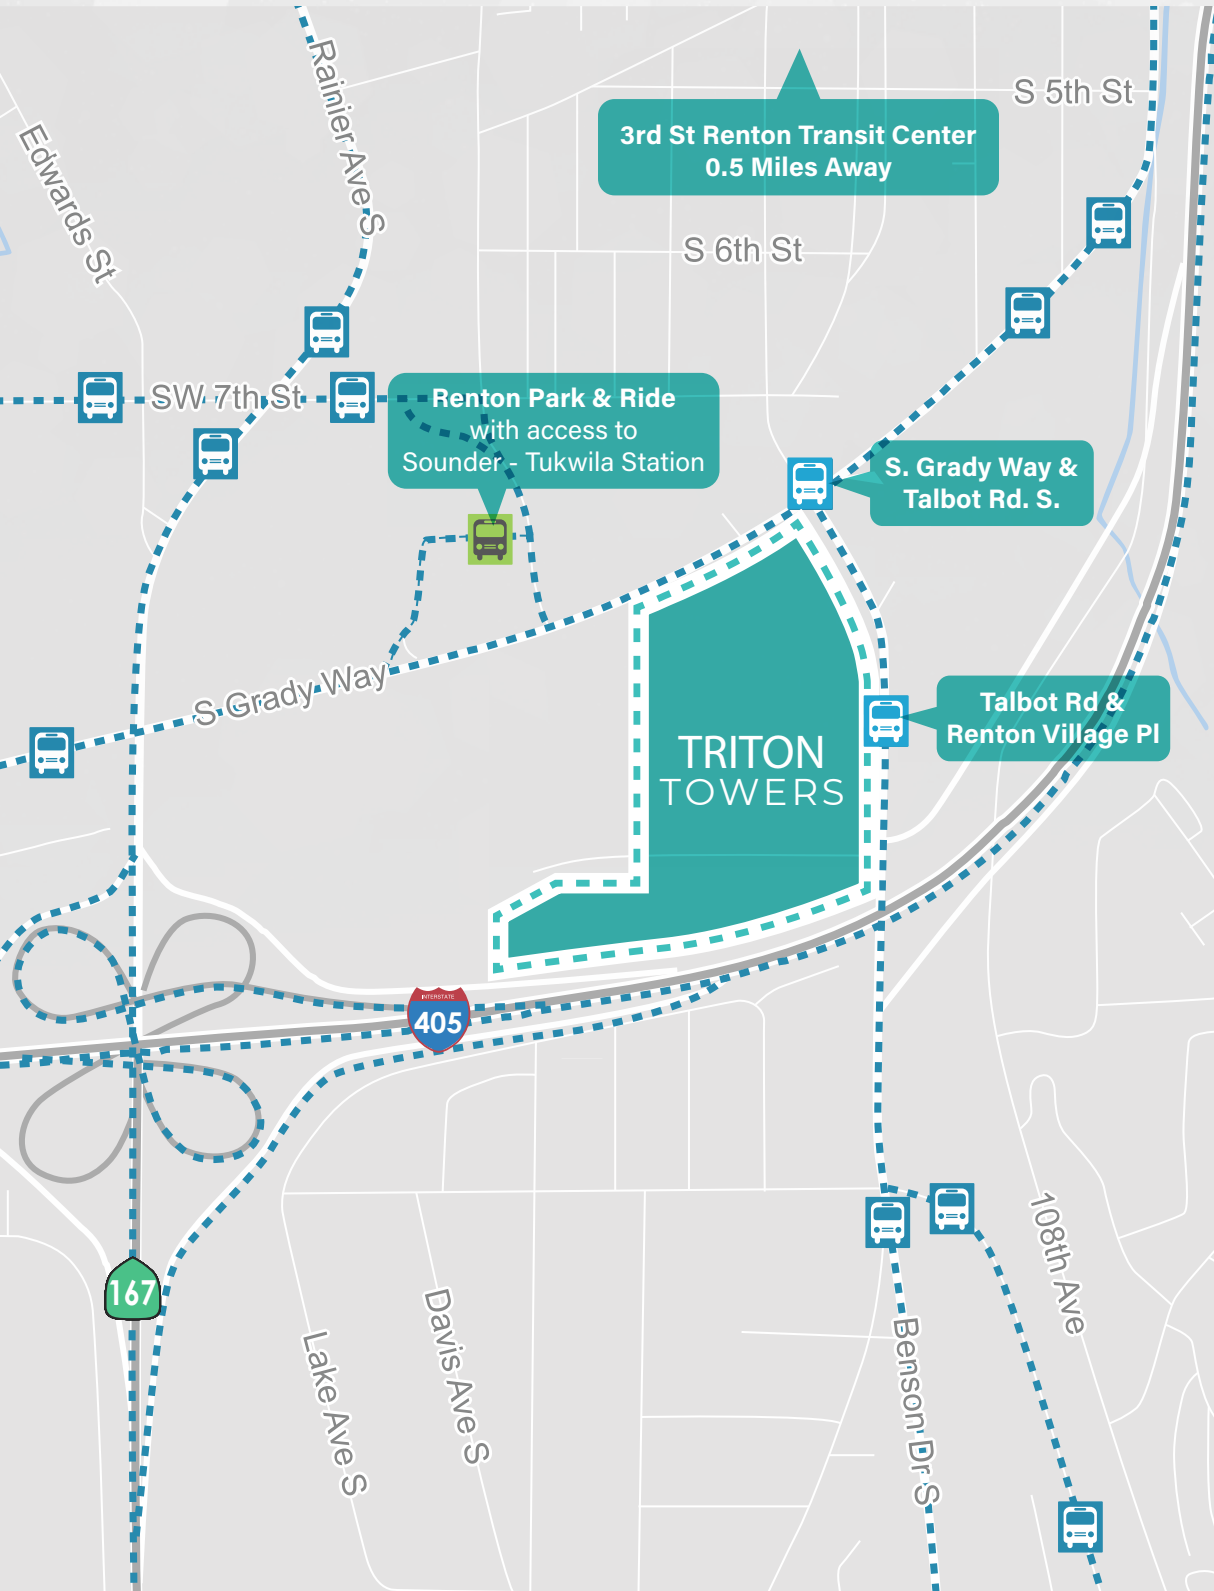 S 5th St
Rainier Ave S
3rd St Renton Transit Center
0.5 Miles Away
Edwards St
S 6th St
SW 7th St
Renton Park & Ride
with access to
Sounder - Tukwila Station
S. Grady Way &
Talbot Rd. S.
S Grady Way
Talbot Rd &
Renton Village Pl
TRITON
TOWERS
INTERSTATE
405
167
108th Ave
Davis Ave S
Lake Ave S
Benson Dr S